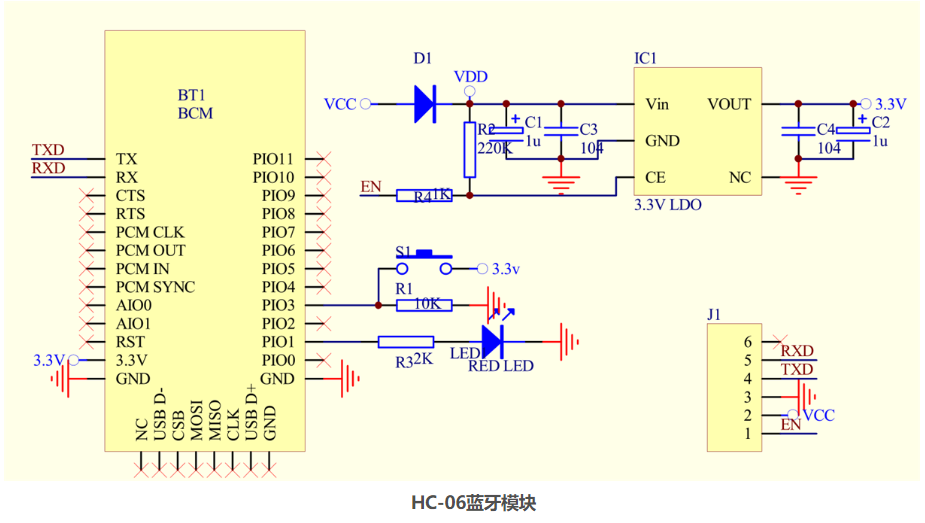 BT1
BCM
TXD
RXD
TX
RX
CTS
RTS
PCM CLK
PCM OUT
PCM IN
PCM SYNC
AIO0
AIO1
RST
3.3V
3.3V
GND
PIO11
PIO10
PIO9
PIO8
PIO7
PIO6
PIO5
PIO4
PIO3
PIO2
PIO1
PIO0
GND
NC
USB D-
CSB
MOSI
MISO
CLK
USB D+
GND
D1
VCC
VDD
R2
220K
C1
1u
C3
104
EN
R4
1K
IC1
Vin
VOUT
GND
CE
NC
3.3V LDO
3.3V
C4
104
C2
1u
S1
3.3v
R1
10K
R3
2K
LED
RED LED
J1
6
5
4
3
2
1
RXD
TXD
VCC
EN
HC-06蓝牙模块